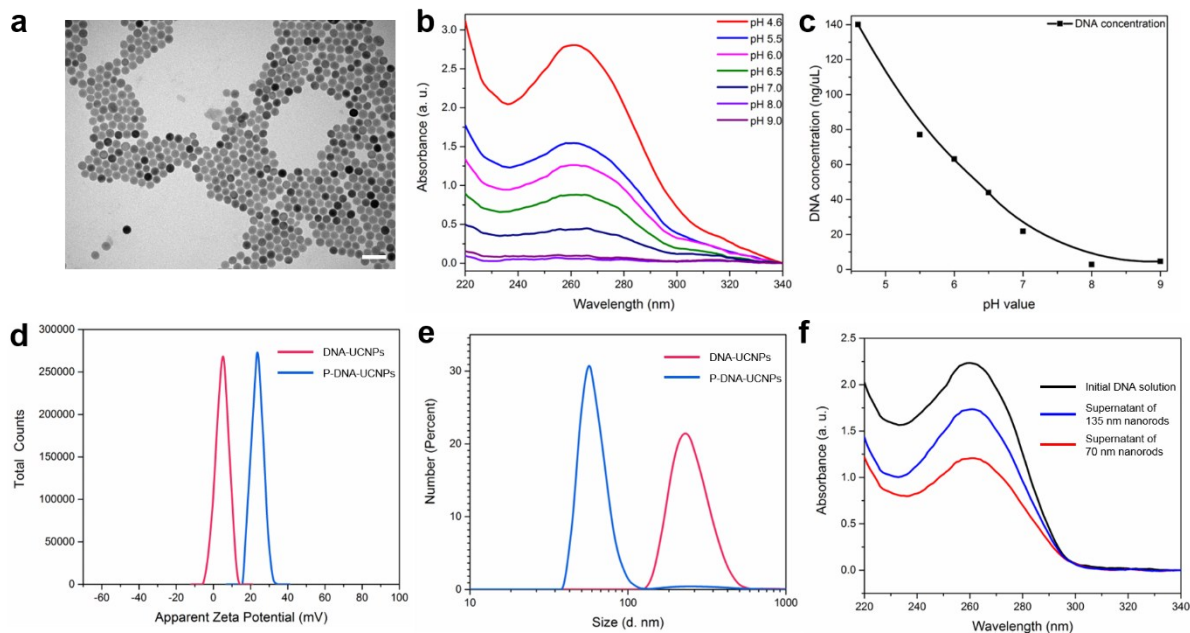 a
b
3.0
2.5
2.0
1.5
1.0
0.5
0.0
Absorbance (a. u.)
220 240 260 280 300 320 340
Wavelength (nm)
pH 4.6
pH 5.5
pH 6.0
pH 6.5
pH 7.0
pH 8.0
pH 9.0
c
140
120
100
80
60
40
20
0
DNA concentration (ng/uL)
5 6 7 8 9
pH value
DNA concentration
d
300000
250000
200000
150000
100000
50000
0
Total Counts
-60 -40 -20 0 20 40 60 80 100
Apparent Zeta Potential (mV)
DNA-UCNPs
P-DNA-UCNPs
e
30
20
10
0
Number (Percent)
10 100 1000
Size (d. nm)
DNA-UCNPs
P-DNA-UCNPs
f
2.5
2.0
1.5
1.0
0.5
0.0
Absorbance (a. u.)
220 240 260 280 300 320 340
Wavelength (nm)
Initial DNA solution
Supernatant of
135 nm nanorods
Supernatant of
70 nm nanorods